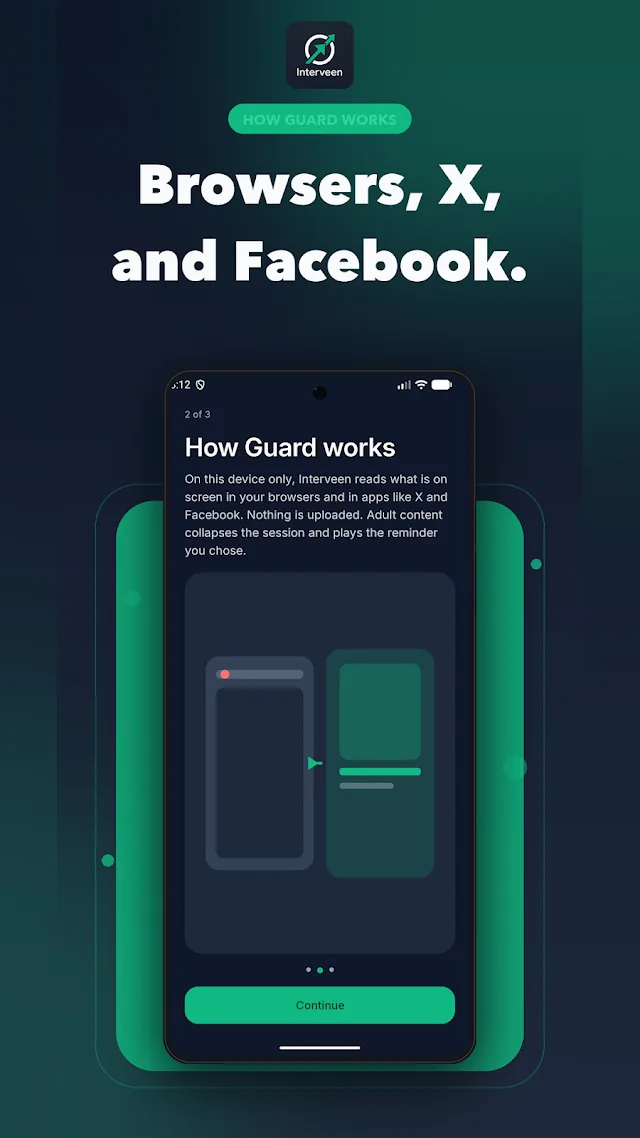 Interveen
HOW GUARD WORKS
Browsers, X,
and Facebook.
:12
2 of 3
How Guard works
On this device only, Interveen reads what is on
screen in your browsers and in apps like X and
Facebook. Nothing is uploaded. Adult content
collapses the session and plays the reminder
you chose.
Continue